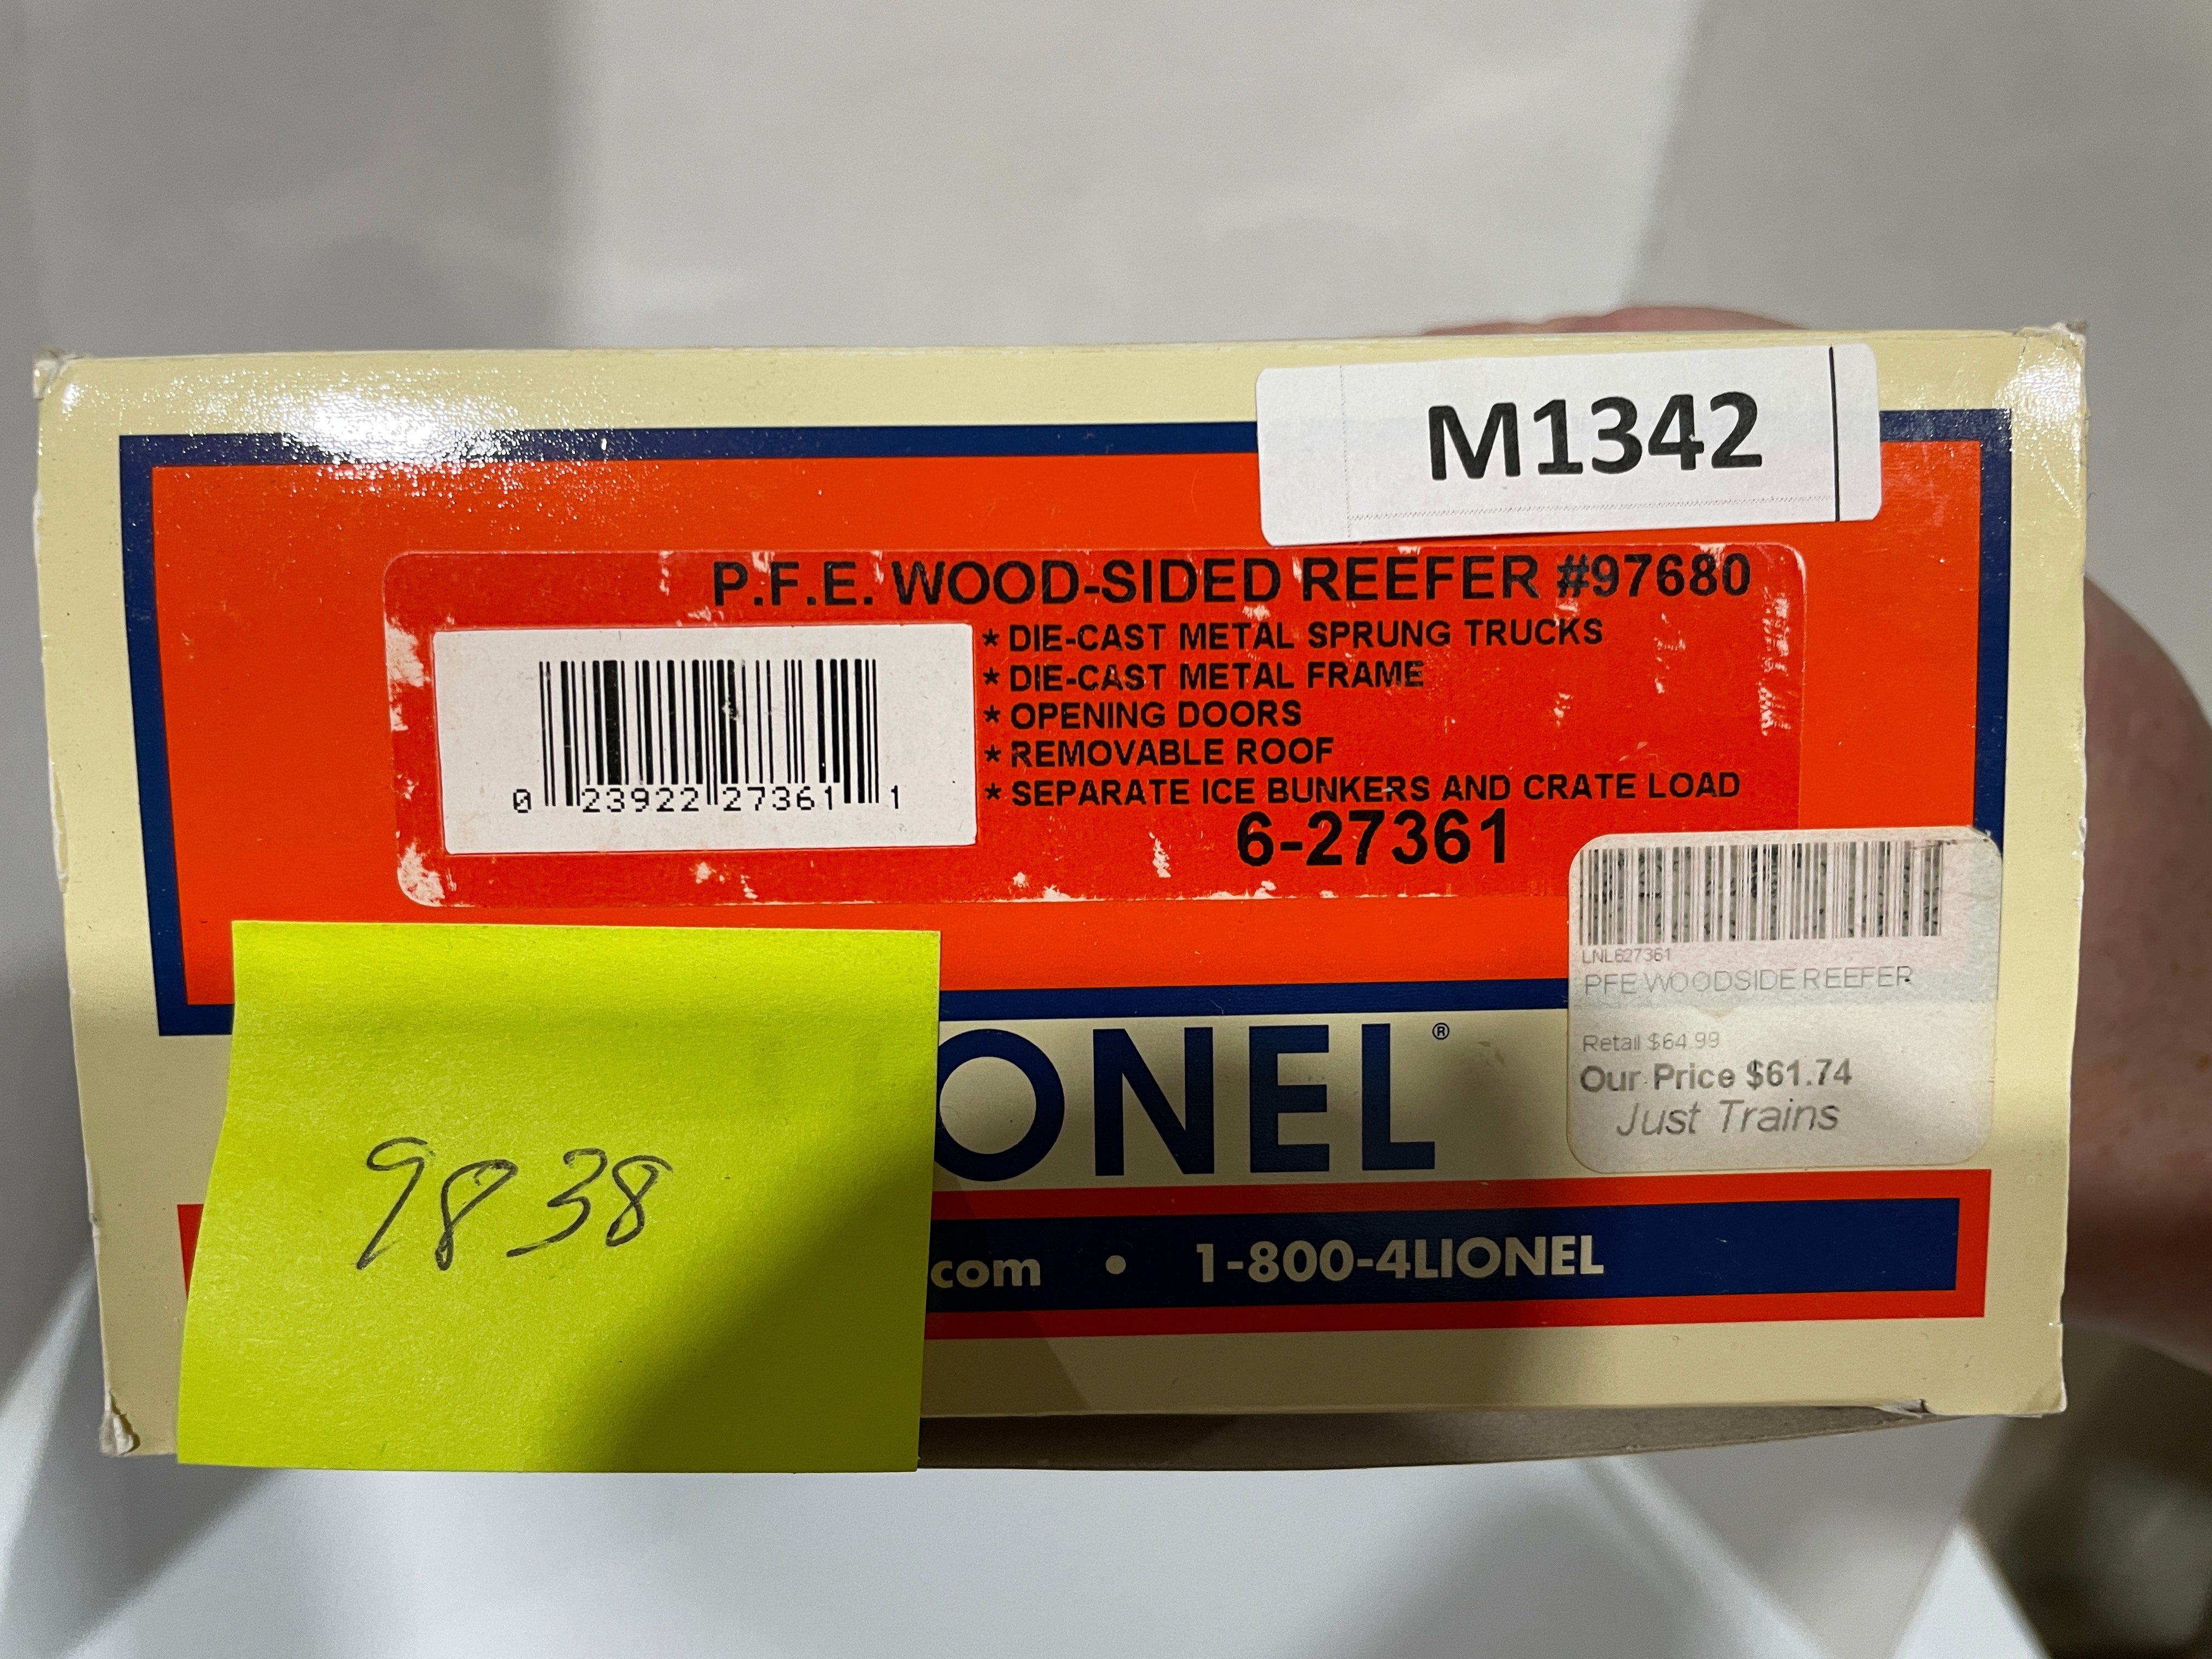 M1342
P.F.E. WOOD-SIDED REEFER #97680
* DIE-CAST METAL SPRUNG TRUCKS
* DIE-CAST METAL FRAME
* OPENING DOORS
* REMOVABLE ROOF
* SEPARATE ICE BUNKERS AND CRATE LOAD
0 23922 27361 1
6-27361
LNL627361
PFE WOODSIDE REEFER
Retail $64.99
Our Price $61.74
Just Trains
ONEL®
com • 1-800-4LIONEL
9838